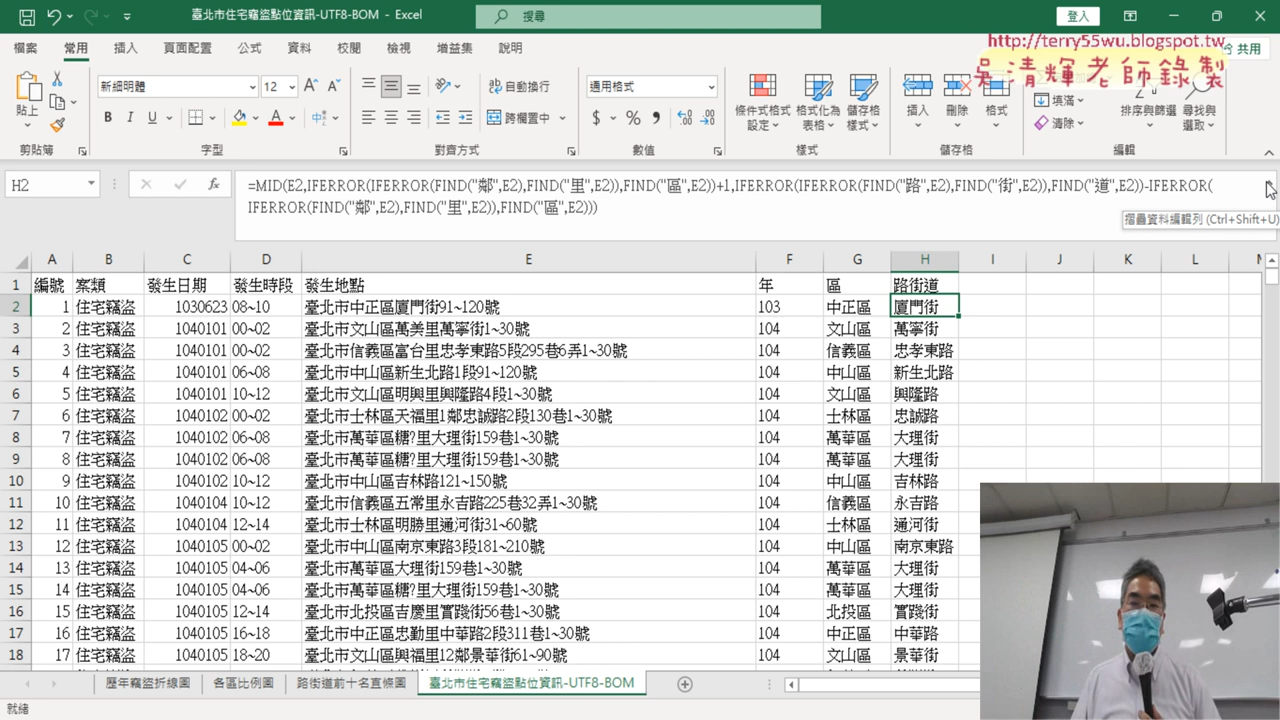 臺北市住宅竊盜點位資訊-UTF8-BOM - Excel
搜尋
登入
檔案 常用 插入 頁面配置 公式 資料 校閱 檢視 增益集 說明
共用
http://terry55wu.blogspot.tw
吳清輝老師錄製
貼上
新細明體 12
自動換行
跨欄置中
通用格式
條件式格式設定
格式化為表格
儲存格樣式
插入 刪除 格式
填滿
清除
排序與篩選
尋找與選取
剪貼簿 字型 對齊方式 數值 樣式 儲存格 編輯
H2
=MID(E2,IFERROR(IFERROR(FIND("鄰",E2),FIND("里",E2)),FIND("區",E2))+1,IFERROR(IFERROR(FIND("路",E2),FIND("街",E2)),FIND("道",E2))-IFERROR(
IFERROR(FIND("鄰",E2),FIND("里",E2)),FIND("區",E2)))
摺疊資料編輯列 (Ctrl+Shift+U)
A B C D E F G H I J K L
1 編號 案類 發生日期 發生時段 發生地點 年 區 路街道
2 1 住宅竊盜 1030623 08~10 臺北市中正區廈門街91~120號 103 中正區 廈門街
3 2 住宅竊盜 1040101 00~02 臺北市文山區萬美里萬寧街1~30號 104 文山區 萬寧街
4 3 住宅竊盜 1040101 00~02 臺北市信義區富台里忠孝東路5段295巷6弄1~30號 104 信義區 忠孝東路
5 4 住宅竊盜 1040101 06~08 臺北市中山區新生北路1段91~120號 104 中山區 新生北路
6 5 住宅竊盜 1040101 10~12 臺北市文山區明興里興隆路4段1~30號 104 文山區 興隆路
7 6 住宅竊盜 1040102 00~02 臺北市士林區天福里1鄰忠誠路2段130巷1~30號 104 士林區 忠誠路
8 7 住宅竊盜 1040102 06~08 臺北市萬華區糖?里大理街159巷1~30號 104 萬華區 大理街
9 8 住宅竊盜 1040102 06~08 臺北市萬華區糖?里大理街159巷1~30號 104 萬華區 大理街
10 9 住宅竊盜 1040102 10~12 臺北市中山區吉林路121~150號 104 中山區 吉林路
11 10 住宅竊盜 1040104 10~12 臺北市信義區五常里永吉路225巷32弄1~30號 104 信義區 永吉路
12 11 住宅竊盜 1040104 12~14 臺北市士林區明勝里通河街31~60號 104 士林區 通河街
13 12 住宅竊盜 1040105 00~02 臺北市中山區南京東路3段181~210號 104 中山區 南京東路
14 13 住宅竊盜 1040105 04~06 臺北市萬華區大理街159巷1~30號 104 萬華區 大理街
15 14 住宅竊盜 1040105 04~06 臺北市萬華區糖?里大理街159巷1~30號 104 萬華區 大理街
16 15 住宅竊盜 1040105 12~14 臺北市北投區吉慶里實踐街56巷1~30號 104 北投區 實踐街
17 16 住宅竊盜 1040105 16~18 臺北市中正區忠勤里中華路2段311巷1~30號 104 中正區 中華路
18 17 住宅竊盜 1040105 18~20 臺北市文山區興福里12鄰景華街61~90號 104 文山區 景華街
歷年竊盜折線圖 各區比例圖 路街道前十名直條圖 臺北市住宅竊盜點位資訊-UTF8-BOM
就緒